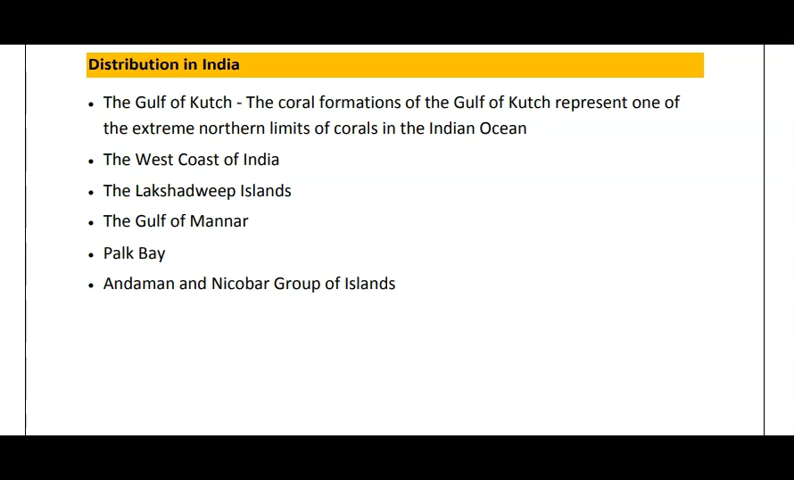 Distribution in India
• The Gulf of Kutch - The coral formations of the Gulf of Kutch represent one of
the extreme northern limits of corals in the Indian Ocean
• The West Coast of India
• The Lakshadweep Islands
• The Gulf of Mannar
• Palk Bay
• Andaman and Nicobar Group of Islands